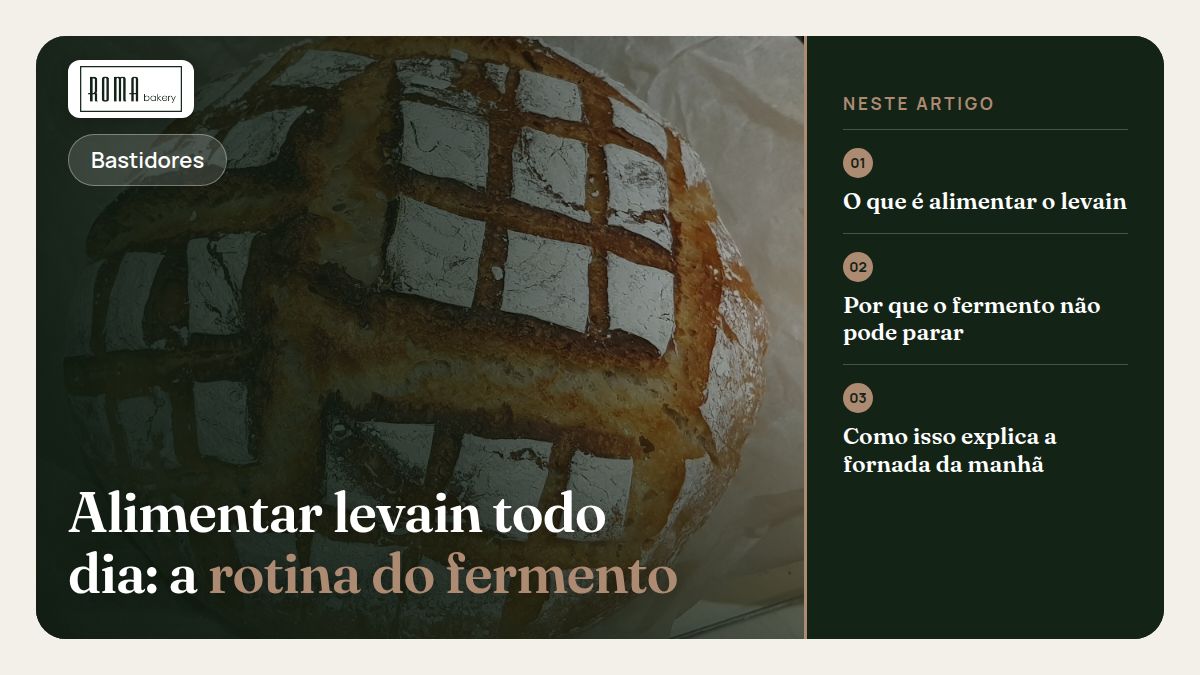 ROMA bakery
Bastidores
Alimentar levain todo
dia: a rotina do fermento
NESTE ARTIGO
01
O que é alimentar o levain
02
Por que o fermento não
pode parar
03
Como isso explica a
fornada da manhã